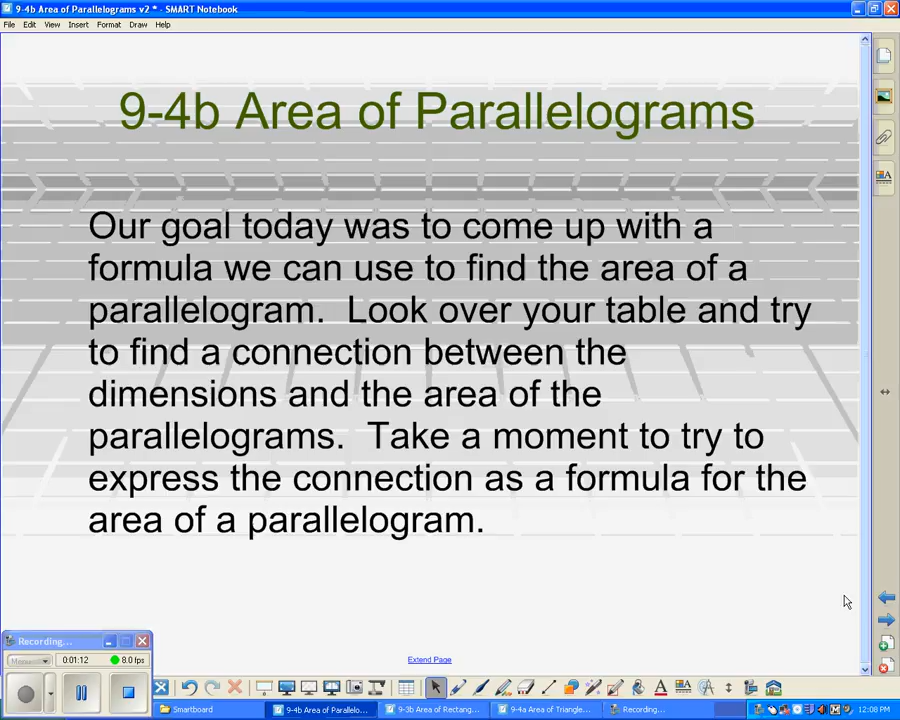 9-4b Area of Parallelograms v2 * - SMART Notebook
File Edit View Insert Format Draw Help
9-4b Area of Parallelograms
Our goal today was to come up with a
formula we can use to find the area of a
parallelogram.  Look over your table and try
to find a connection between the
dimensions and the area of the
parallelograms.  Take a moment to try to
express the connection as a formula for the
area of a parallelogram.
Recording...
0:01:12 8.0 fps
Extend Page
Smartboard 9-4b Area of Parallelo... 9-3b Area of Rectang... 9-4a Area of Triangle... Recording... 12:08 PM